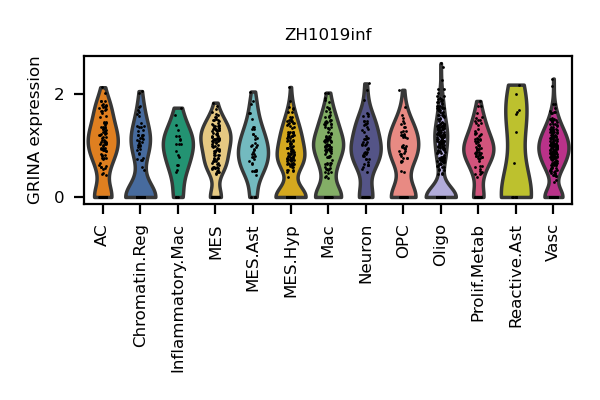 ZH1019inf
GRINA expression
2
0
AC
Chromatin.Reg
Inflammatory.Mac
MES
MES.Ast
MES.Hyp
Mac
Neuron
OPC
Oligo
Prolif.Metab
Reactive.Ast
Vasc